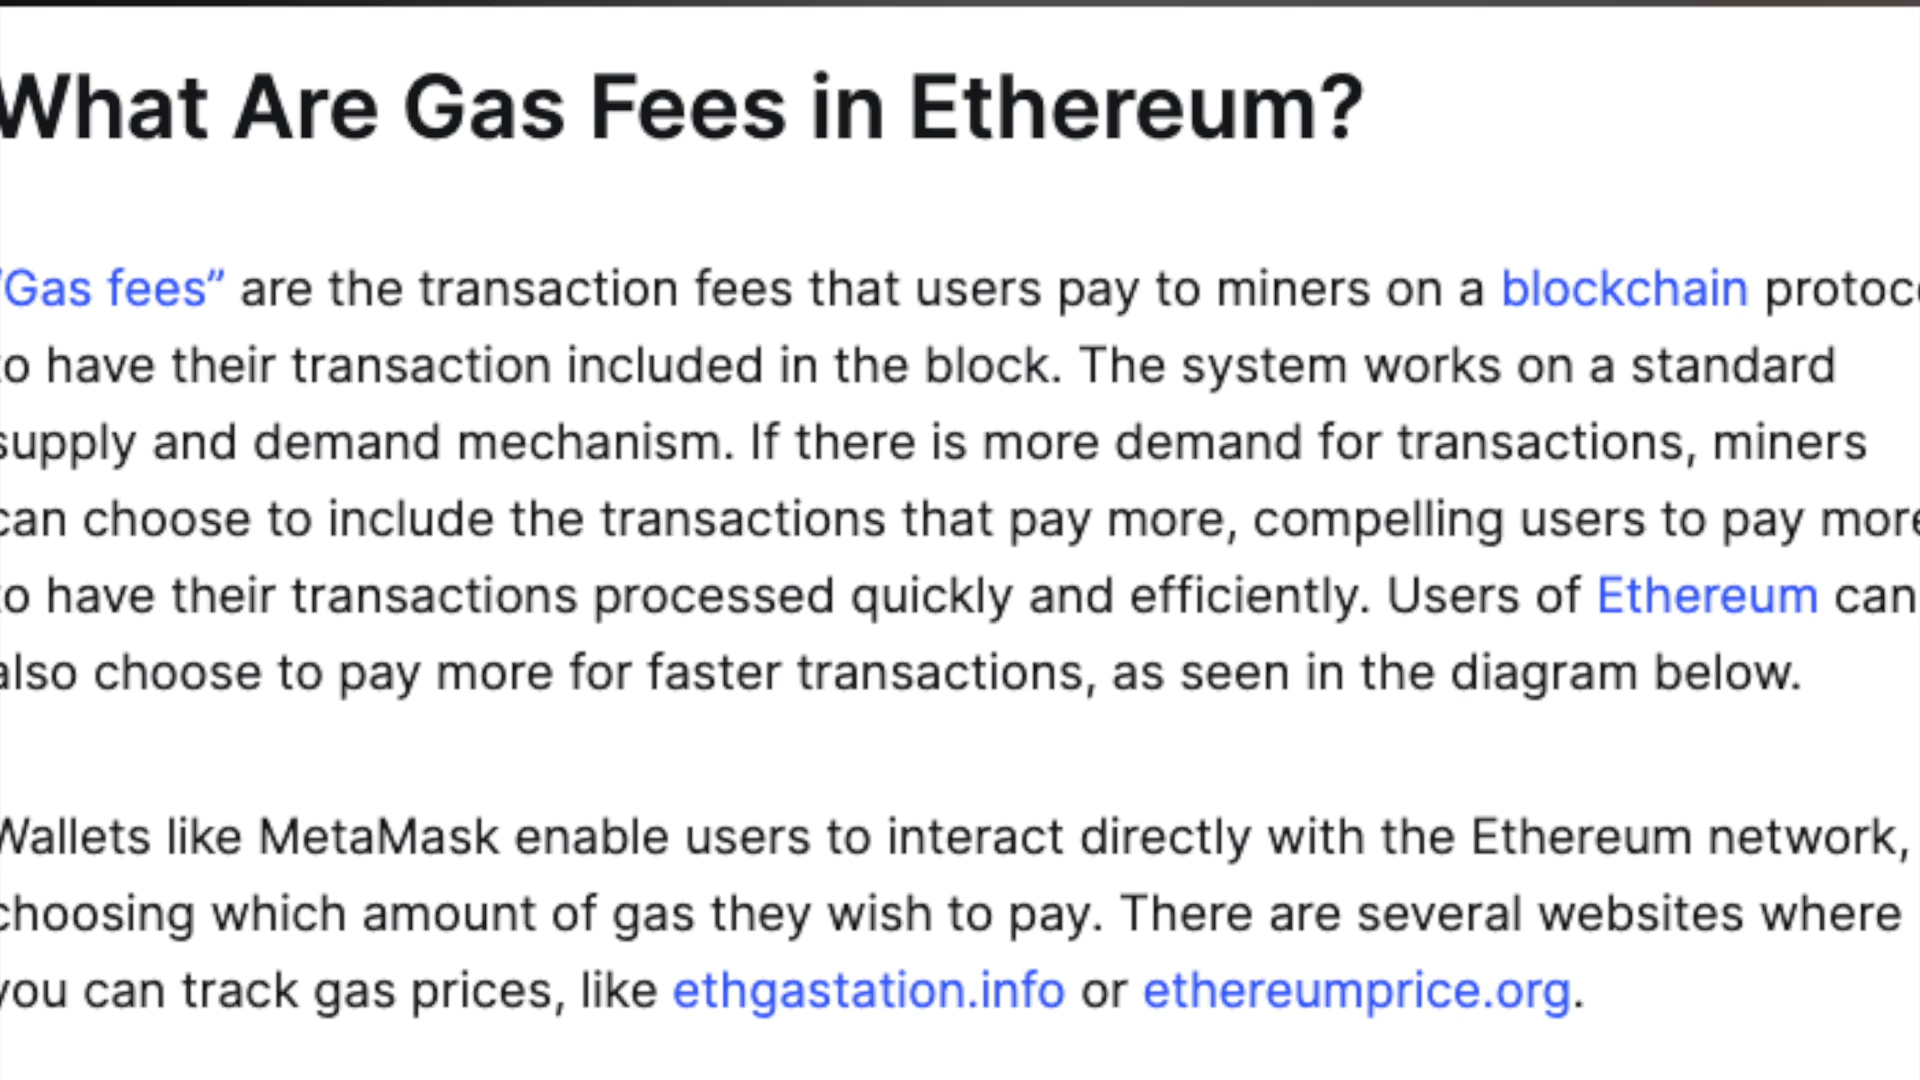 What Are Gas Fees in Ethereum?
"Gas fees” are the transaction fees that users pay to miners on a blockchain protoc
to have their transaction included in the block. The system works on a standard
supply and demand mechanism. If there is more demand for transactions, miners
can choose to include the transactions that pay more, compelling users to pay more
to have their transactions processed quickly and efficiently. Users of Ethereum can
also choose to pay more for faster transactions, as seen in the diagram below.
Wallets like MetaMask enable users to interact directly with the Ethereum network,
choosing which amount of gas they wish to pay. There are several websites where
you can track gas prices, like ethgastation.info or ethereumprice.org.